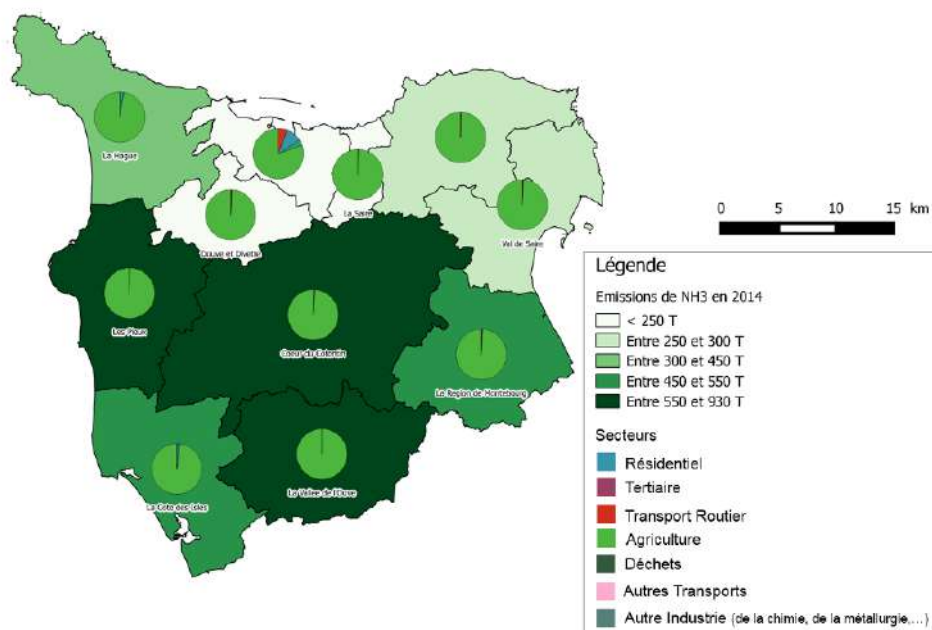 La Hague
La Saire
Val de Saire
Douve et Divette
0 5 10 15 km
Légende
Emissions de NH3 en 2014
< 250 T
Entre 250 et 300 T
Entre 300 et 450 T
Entre 450 et 550 T
Entre 550 et 930 T
Les Pieux
Coeur du Cotentin
La Région de Montebourg
La Vallée de l'Ouve
La Côte des Isles
Secteurs
Résidentiel
Tertiaire
Transport Routier
Agriculture
Déchets
Autres Transports
Autre Industrie (de la chimie, de la métallurgie,...)